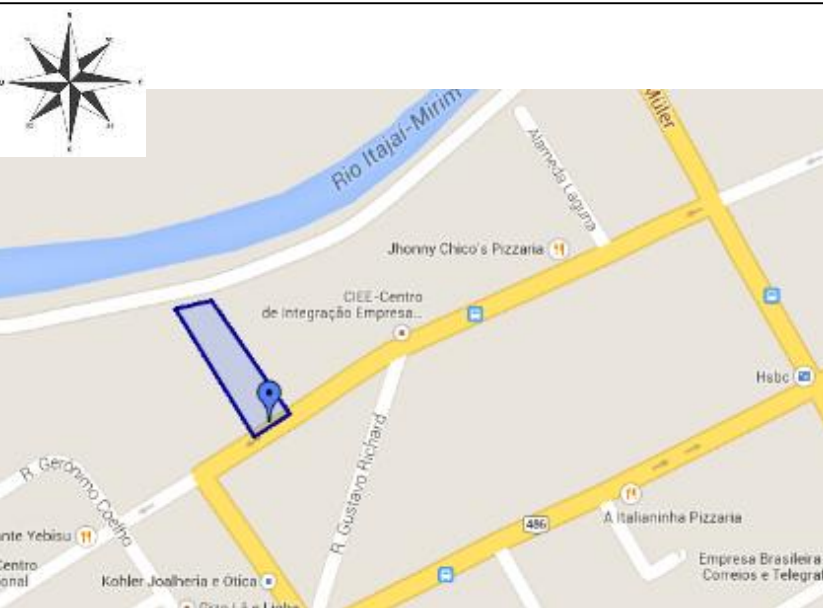 Rio Itajaí-Mirim
Müler
Alameda Laguna
Jhonny Chico's Pizzaria
CIEE-Centro
de Integração Empresa...
Hsbc
R. Gustavo Richard
R. Gerônimo Coelho
nte Yebisu
Centro
onal
Kohler Joalheria e Ótica
486
A Italianinha Pizzaria
Empresa Brasileira
Correios e Telegraf